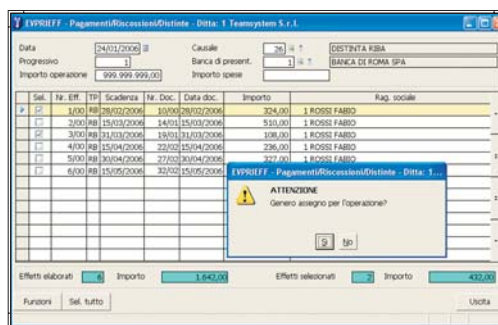 EVPRIEFF - Pagamenti/Riscossioni/Distinte - Ditta: 1 Teamsystem S.r.l.
Data 24/01/2006 Causale 26 DISTINTA RIBA
Progressivo 1 Banca di present. 1 BANCA DI ROMA SPA
Importo operazione 999.999.999,00 Importo spese
Sel. Nr. Eff. TP Scadenza Nr. Doc. Data doc. Importo Rag. sociale
1/00 RB 28/02/2006 10/00 28/02/2006 324,00 1 ROSSI FABIO
2/00 RB 15/03/2006 14/01 15/03/2006 510,00 1 ROSSI FABIO
3/00 RB 31/03/2006 19/01 31/03/2006 108,00 1 ROSSI FABIO
4/00 RB 15/04/2006 22/02 15/04/2006 236,00 1 ROSSI FABIO
5/00 RB 30/04/2006 27/02 30/04/2006 327,00 1 ROSSI FABIO
6/00 RB 15/05/2006 32/02 15/05/2006
EVPRIEFF - Pagamenti/Riscossioni/Distinte - Ditta: 1...
ATTENZIONE
Genero assegno per l'operazione?
Sì No
Effetti elaborati 6 Importo 1.642,00 Effetti selezionati 2 Importo 432,00
Funzioni Sel. tutto Uscita